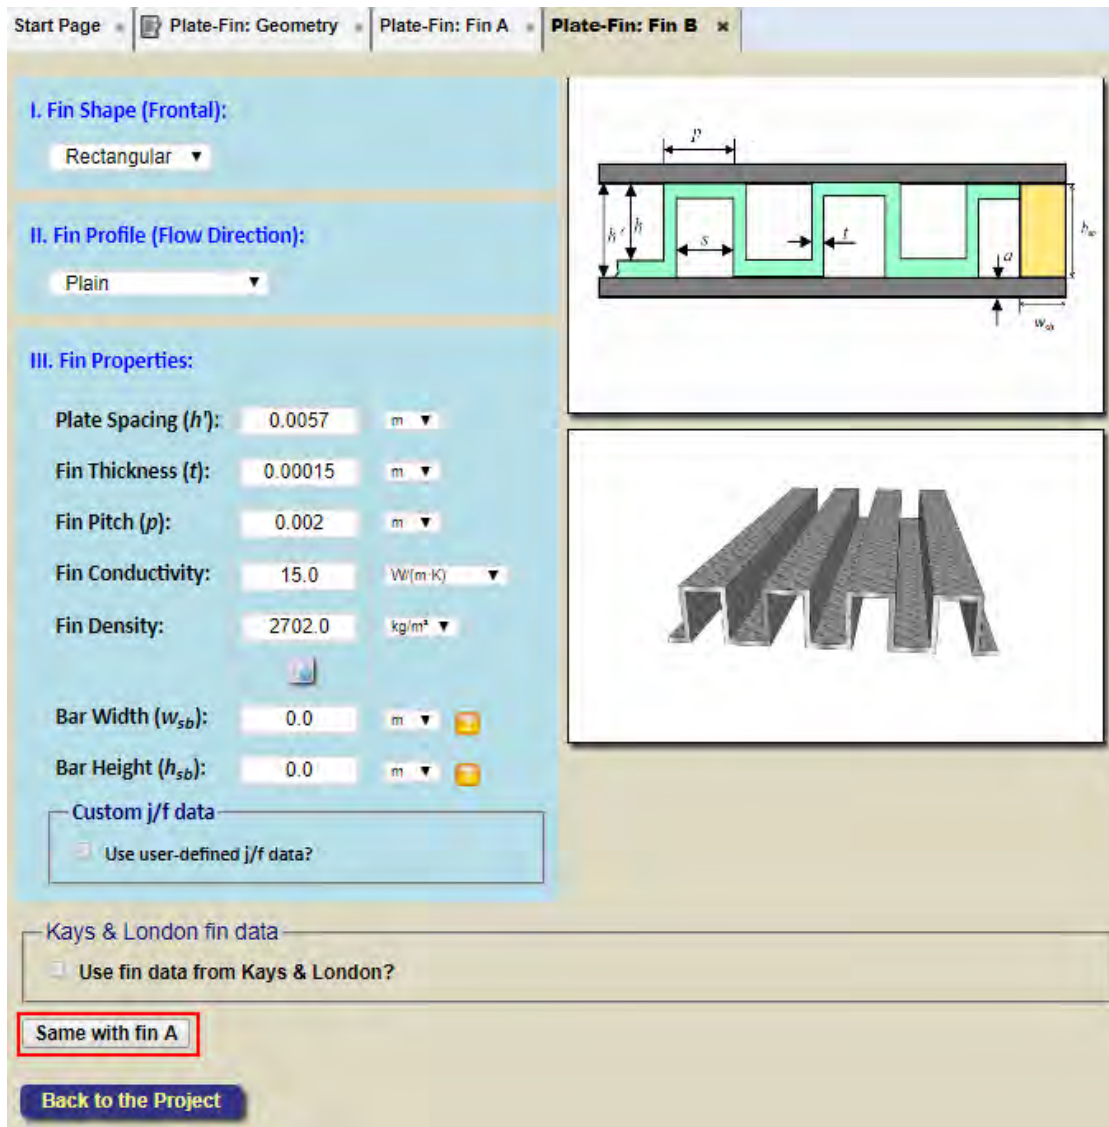 Start Page Plate-Fin: Geometry Plate-Fin: Fin A Plate-Fin: Fin B
I. Fin Shape (Frontal):
Rectangular
II. Fin Profile (Flow Direction):
Plain
III. Fin Properties:
Plate Spacing (h'): 0.0057 m
Fin Thickness (t): 0.00015 m
Fin Pitch (p): 0.002 m
Fin Conductivity: 15.0 W/(m·K)
Fin Density: 2702.0 kg/m³
Bar Width (wsb): 0.0 m
Bar Height (hsb): 0.0 m
Custom j/f data
Use user-defined j/f data?
Kays & London fin data
Use fin data from Kays & London?
Same with fin A
Back to the Project
p
h' h s t a hsb
wsb